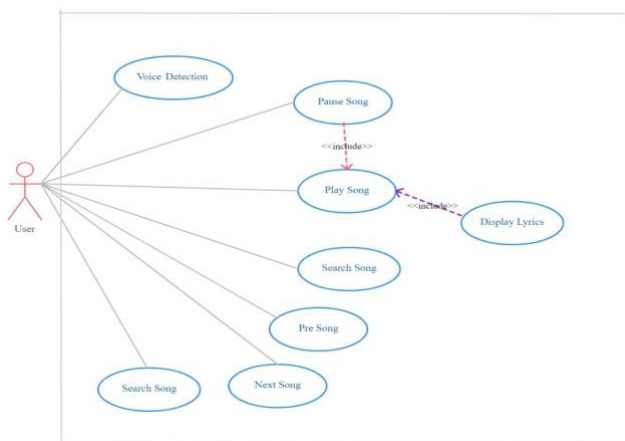 Voice Detection
Pause Song
<<include>>
Play Song
<<include>>
Display Lyrics
User
Search Song
Pre Song
Search Song
Next Song